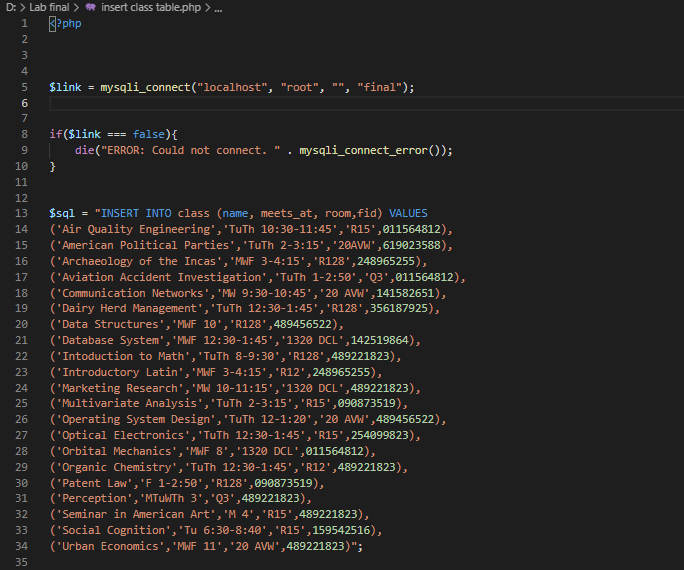 D: > Lab final > insert class table.php > ...
1 <?php
2
3
4
5 $link = mysqli_connect("localhost", "root", "", "final");
6
7
8 if($link === false){
9     die("ERROR: Could not connect. " . mysqli_connect_error());
10 }
11
12
13 $sql = "INSERT INTO class (name, meets_at, room,fid) VALUES
14 ('Air Quality Engineering','TuTh 10:30-11:45','R15',011564812),
15 ('American Political Parties','TuTh 2-3:15','20AVW',619023588),
16 ('Archaeology of the Incas','MWF 3-4:15','R128',248965255),
17 ('Aviation Accident Investigation','TuTh 1-2:50','Q3',011564812),
18 ('Communication Networks','MW 9:30-10:45','20 AVW',141582651),
19 ('Dairy Herd Management','TuTh 12:30-1:45','R128',356187925),
20 ('Data Structures','MWF 10','R128',489456522),
21 ('Database System','MWF 12:30-1:45','1320 DCL',142519864),
22 ('Intoduction to Math','TuTh 8-9:30','R128',489221823),
23 ('Introductory Latin','MWF 3-4:15','R12',248965255),
24 ('Marketing Research','MW 10-11:15','1320 DCL',489221823),
25 ('Multivariate Analysis','TuTh 2-3:15','R15',090873519),
26 ('Operating System Design','TuTh 12-1:20','20 AVW',489456522),
27 ('Optical Electronics','TuTh 12:30-1:45','R15',254099823),
28 ('Orbital Mechanics','MWF 8','1320 DCL',011564812),
29 ('Organic Chemistry','TuTh 12:30-1:45','R12',489221823),
30 ('Patent Law','F 1-2:50','R128',090873519),
31 ('Perception','MTuWTh 3','Q3',489221823),
32 ('Seminar in American Art','M 4','R15',489221823),
33 ('Social Cognition','Tu 6:30-8:40','R15',159542516),
34 ('Urban Economics','MWF 11','20 AVW',489221823)";
35